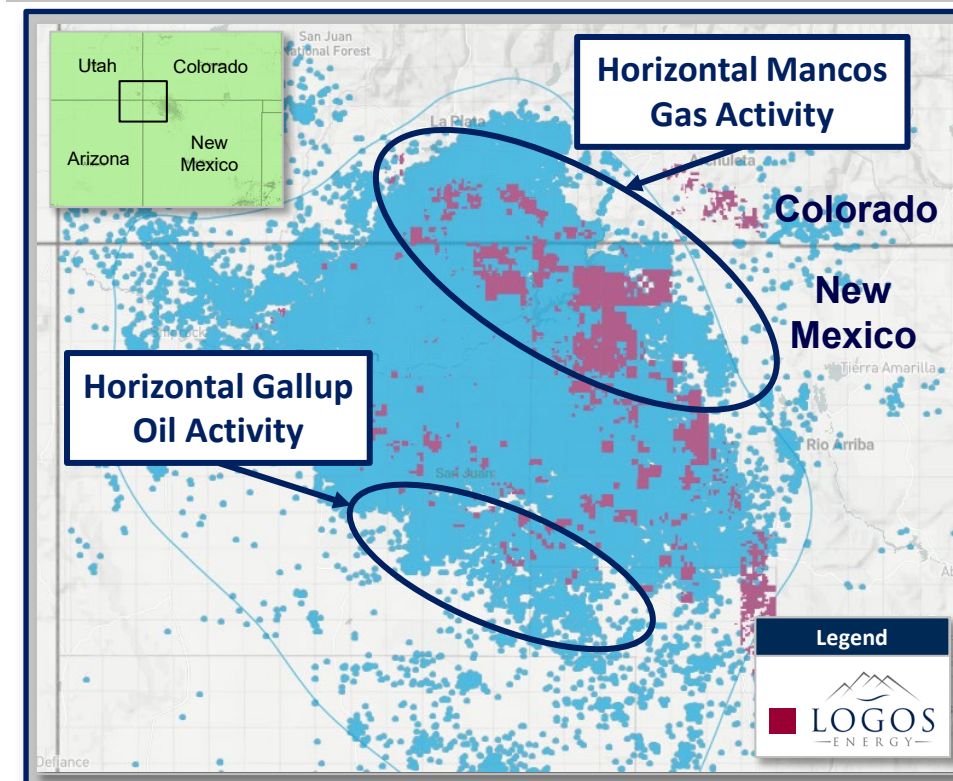 San Juan
National Forest
Utah
Colorado
Arizona
New
Mexico
Horizontal Mancos
Gas Activity
La Plata
Archuleta
Colorado
New
Mexico
Shiprock
Tierra Amarilla
Horizontal Gallup
Oil Activity
Rio Arriba
San Juan
Legend
LOGOS
ENERGY
Defiance